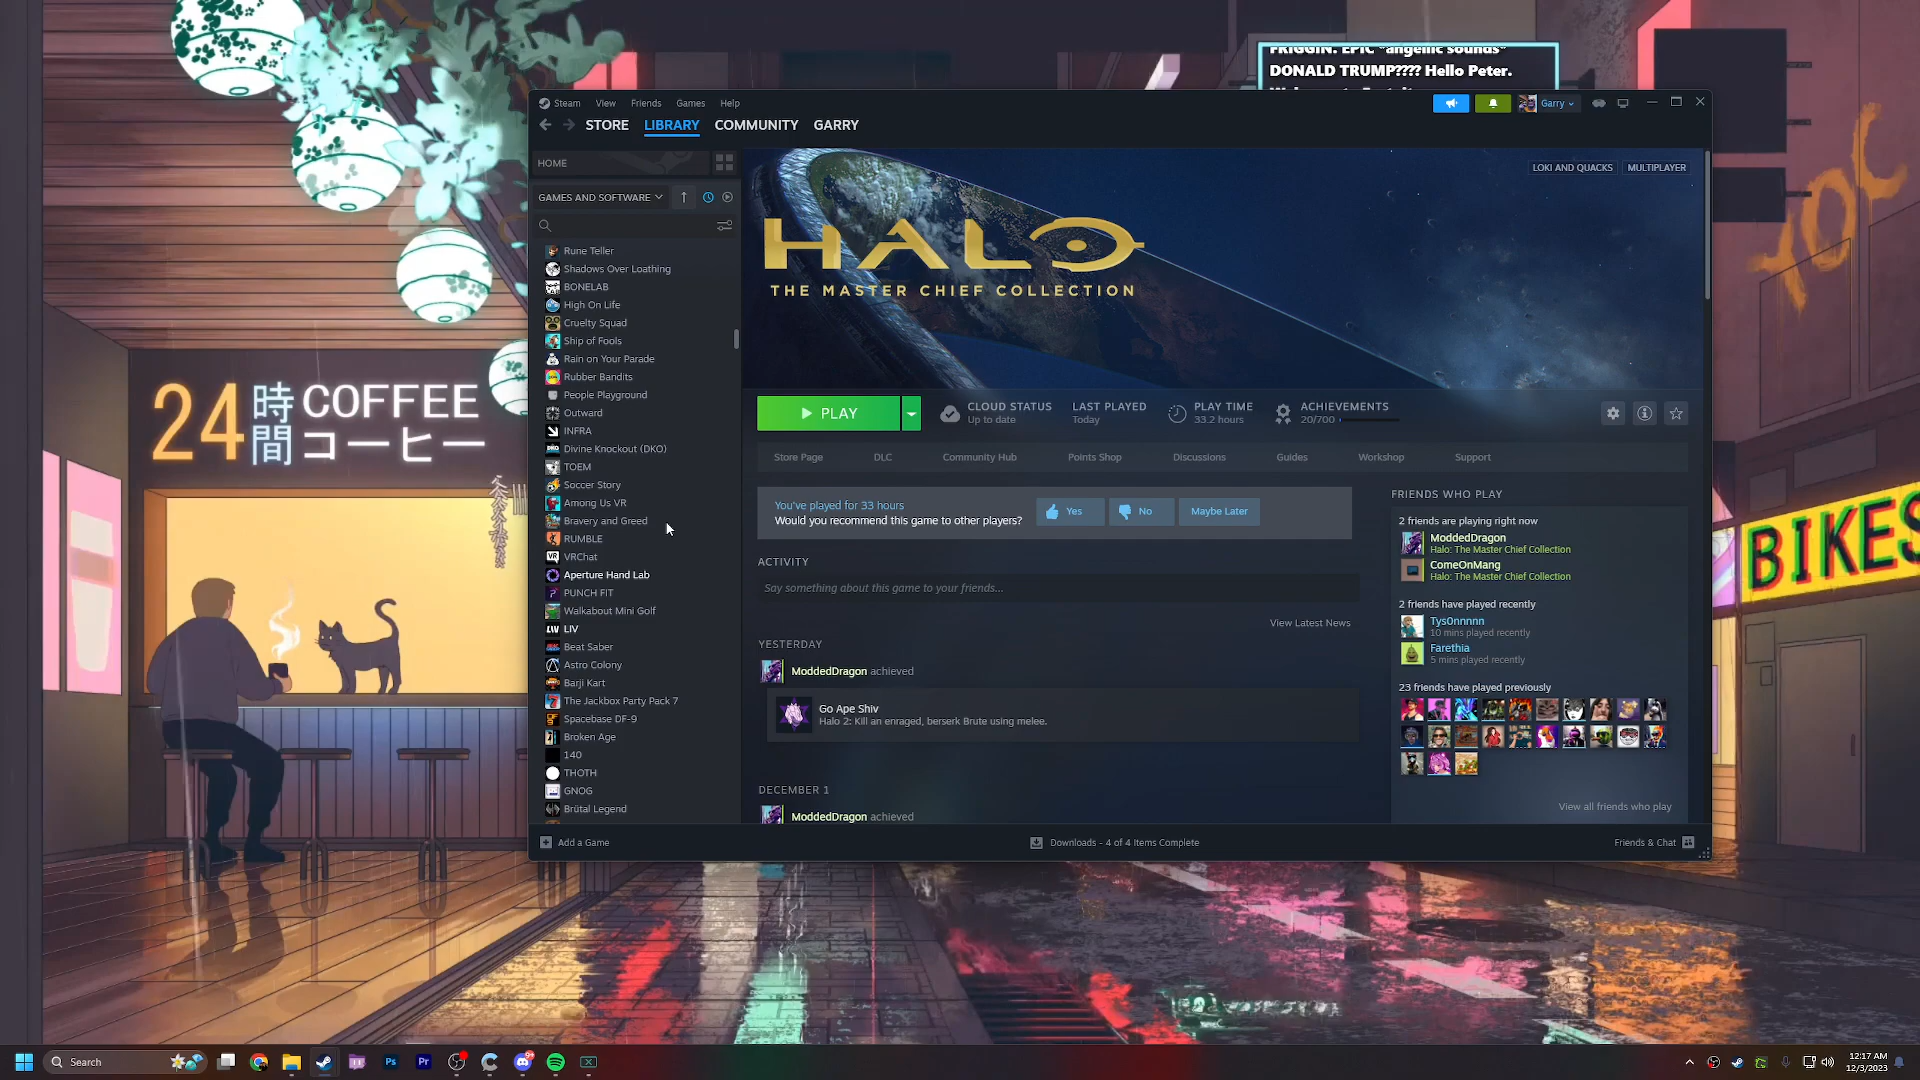 FRIGGIN. EPIC *angelic sounds*
DONALD TRUMP???? Hello Peter.
24
時間
COFFEE
コーヒー
BIKES
Steam View Friends Games Help
Garry
STORE LIBRARY COMMUNITY GARRY
HOME
GAMES AND SOFTWARE
Rune Teller
Shadows Over Loathing
BONELAB
High On Life
Cruelty Squad
Ship of Fools
Rain on Your Parade
Rubber Bandits
People Playground
Outward
INFRA
Divine Knockout (DKO)
TOEM
Soccer Story
Among Us VR
Bravery and Greed
RUMBLE
VRChat
Aperture Hand Lab
PUNCH FIT
Walkabout Mini Golf
LIV
Beat Saber
Astro Colony
Barji Kart
The Jackbox Party Pack 7
Spacebase DF-9
Broken Age
140
THOTH
GNOG
Brütal Legend
LOKI AND QUACKS MULTIPLAYER
HALO
THE MASTER CHIEF COLLECTION
PLAY
CLOUD STATUS
Up to date
LAST PLAYED
Today
PLAY TIME
33.2 hours
ACHIEVEMENTS
20/700
Store Page DLC Community Hub Points Shop Discussions Guides Workshop Support
You've played for 33 hours
Would you recommend this game to other players?
Yes No Maybe Later
ACTIVITY
Say something about this game to your friends...
View Latest News
YESTERDAY
ModdedDragon achieved
Go Ape Shiv
Halo 2: Kill an enraged, berserk Brute using melee.
DECEMBER 1
ModdedDragon achieved
FRIENDS WHO PLAY
2 friends are playing right now
ModdedDragon
Halo: The Master Chief Collection
ComeOnMang
Halo: The Master Chief Collection
2 friends have played recently
Tys0nnnnn
10 mins played recently
Farethia
5 mins played recently
23 friends have played previously
View all friends who play
Add a Game
Downloads - 4 of 4 Items Complete
Friends & Chat
Search
Ps
Pr
12:17 AM
12/3/2023